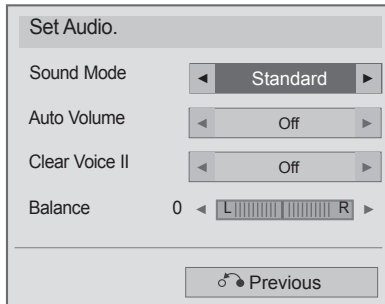 Set Audio.
Sound Mode ◄ Standard ►
Auto Volume ◄ Off ►
Clear Voice II ◄ Off ►
Balance 0 ◄ L R ►
Previous